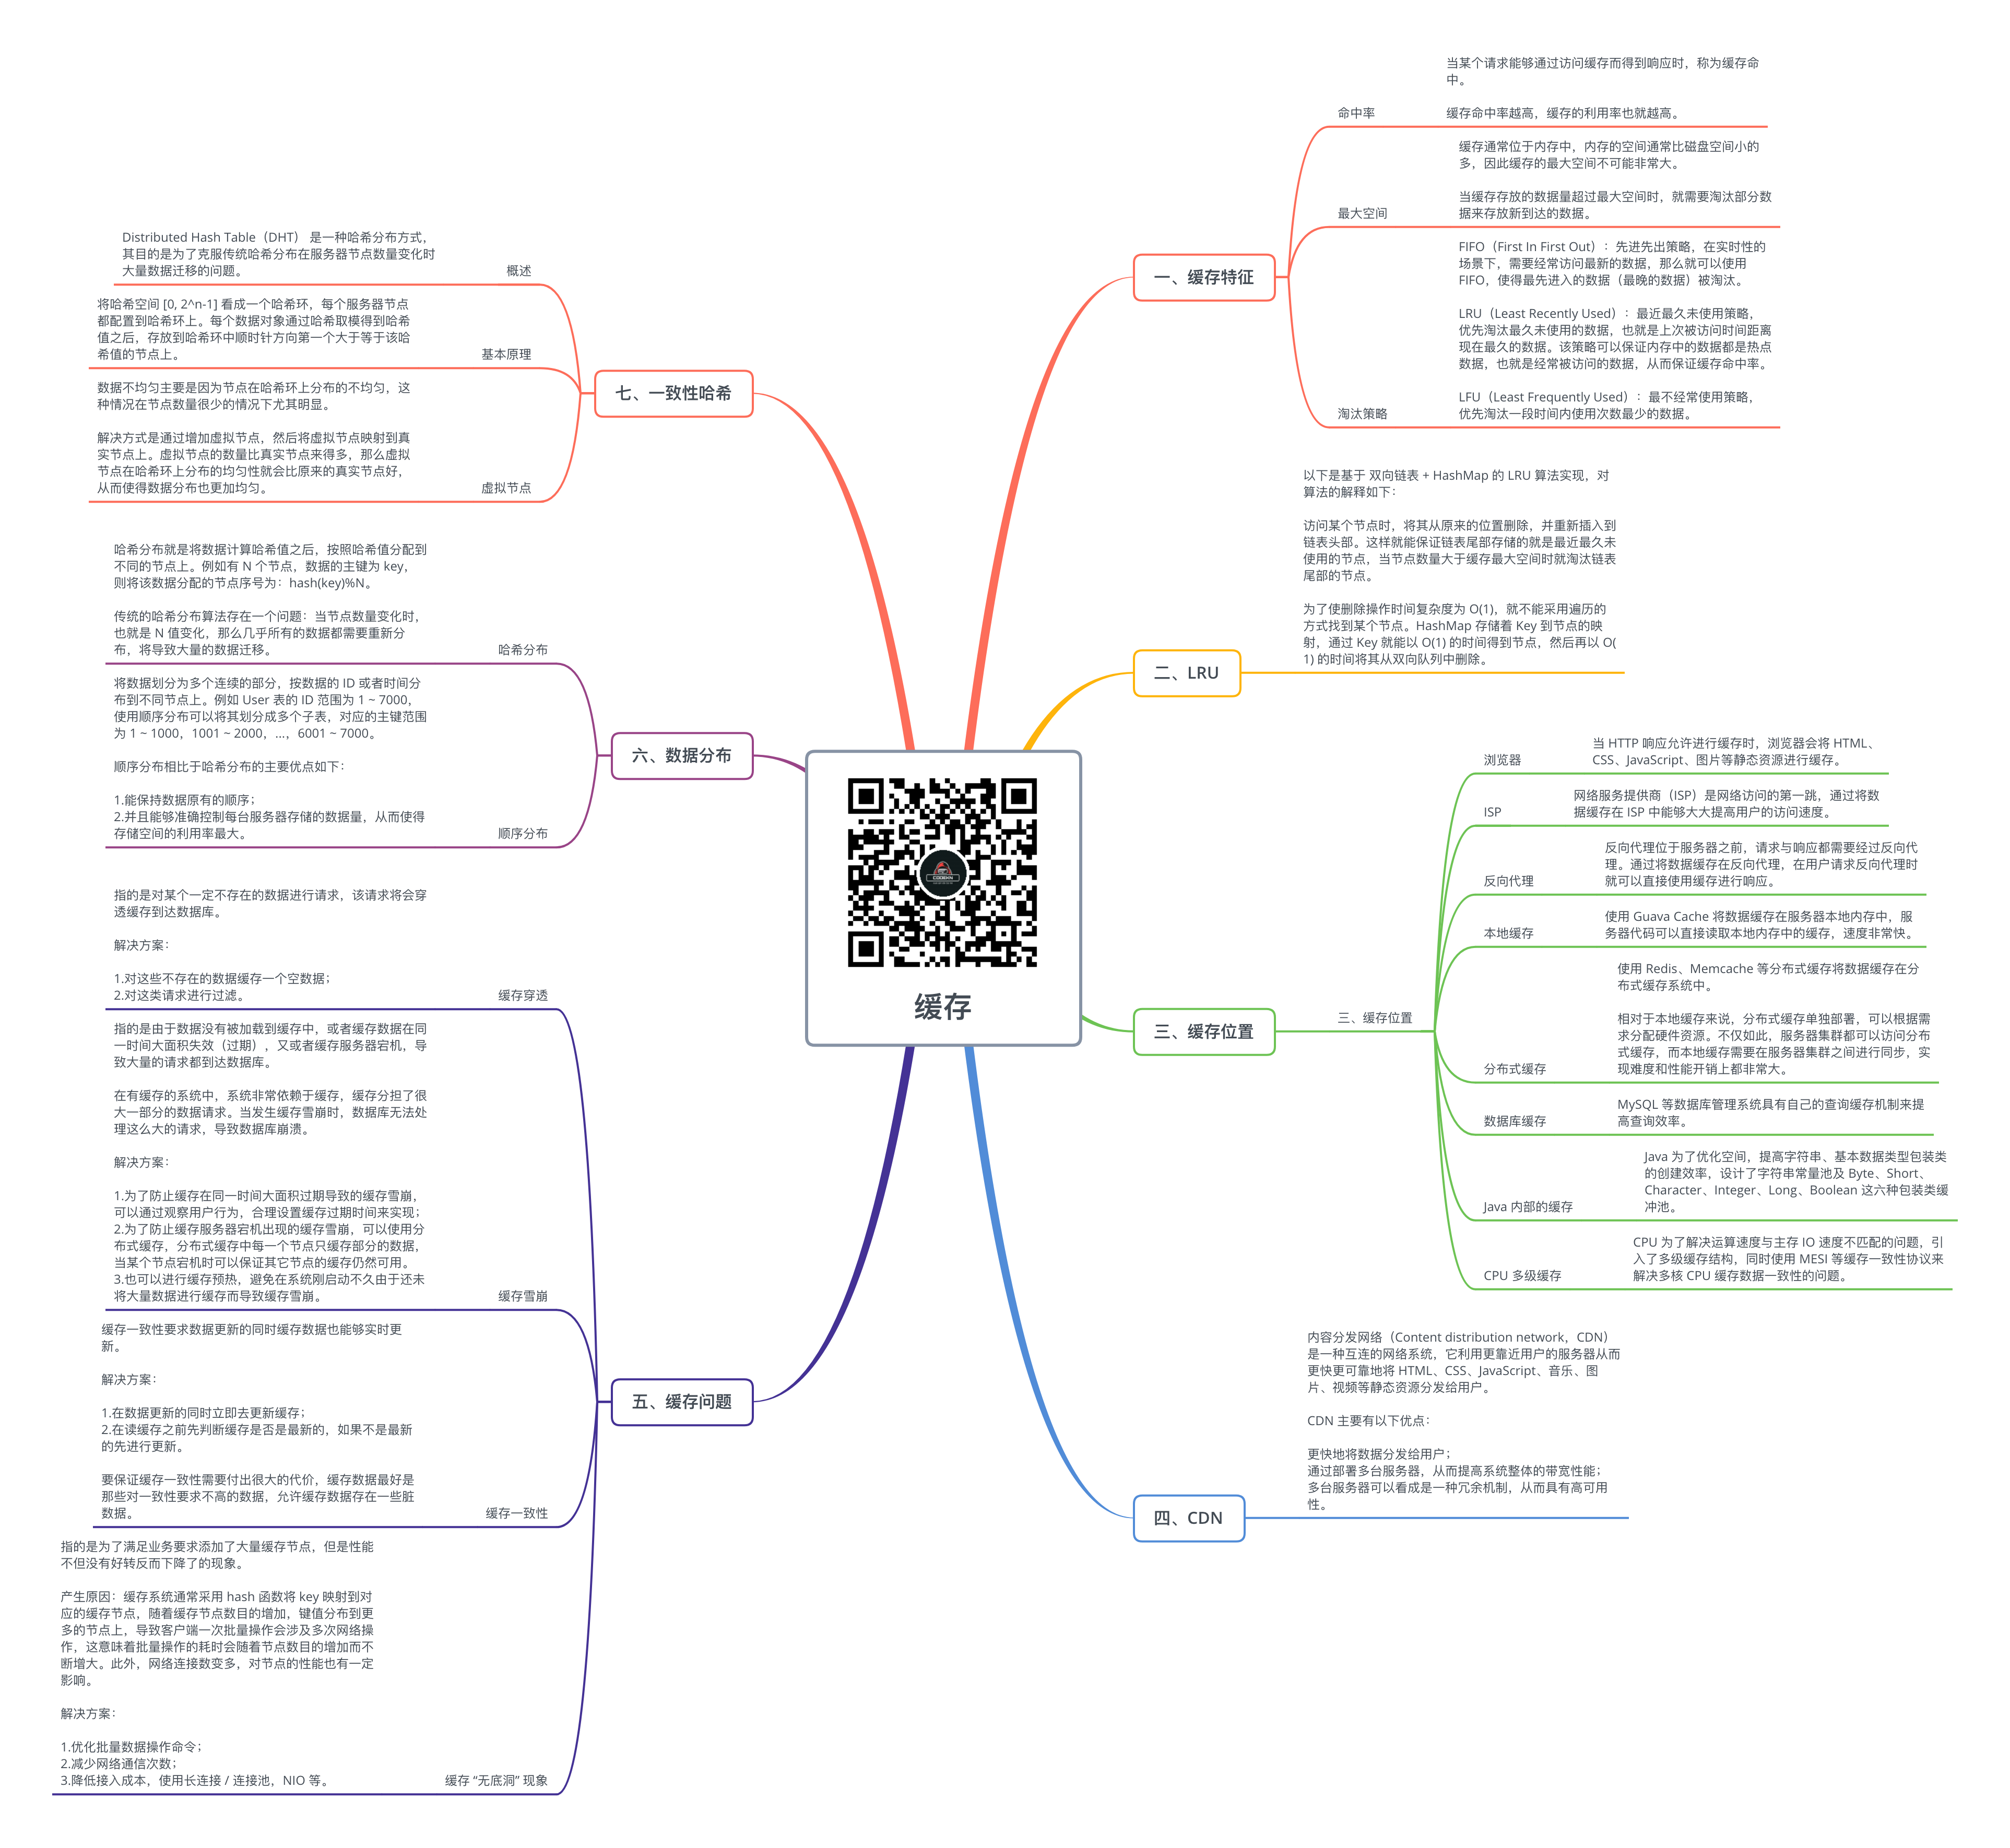 缓存
一、缓存特征
命中率
当某个请求能够通过访问缓存而得到响应时，称为缓存命
中。
缓存命中率越高，缓存的利用率也就越高。
最大空间
缓存通常位于内存中，内存的空间通常比磁盘空间小的
多，因此缓存的最大空间不可能非常大。
当缓存存放的数据量超过最大空间时，就需要淘汰部分数
据来存放新到达的数据。
淘汰策略
FIFO（First In First Out）：先进先出策略，在实时性的
场景下，需要经常访问最新的数据，那么就可以使用
FIFO，使得最先进入的数据（最晚的数据）被淘汰。
LRU（Least Recently Used）：最近最久未使用策略，
优先淘汰最久未使用的数据，也就是上次被访问时间距离
现在最久的数据。该策略可以保证内存中的数据都是热点
数据，也就是经常被访问的数据，从而保证缓存命中率。
LFU（Least Frequently Used）：最不经常使用策略，
优先淘汰一段时间内使用次数最少的数据。
二、LRU
以下是基于 双向链表 + HashMap 的 LRU 算法实现，对
算法的解释如下：
访问某个节点时，将其从原来的位置删除，并重新插入到
链表头部。这样就能保证链表尾部存储的就是最近最久未
使用的节点，当节点数量大于缓存最大空间时就淘汰链表
尾部的节点。
为了使删除操作时间复杂度为 O(1)，就不能采用遍历的
方式找到某个节点。HashMap 存储着 Key 到节点的映
射，通过 Key 就能以 O(1) 的时间得到节点，然后再以 O(
1) 的时间将其从双向队列中删除。
三、缓存位置
三、缓存位置
浏览器
当 HTTP 响应允许进行缓存时，浏览器会将 HTML、
CSS、JavaScript、图片等静态资源进行缓存。
ISP
网络服务提供商（ISP）是网络访问的第一跳，通过将数
据缓存在 ISP 中能够大大提高用户的访问速度。
反向代理
反向代理位于服务器之前，请求与响应都需要经过反向代
理。通过将数据缓存在反向代理，在用户请求反向代理时
就可以直接使用缓存进行响应。
本地缓存
使用 Guava Cache 将数据缓存在服务器本地内存中，服
务器代码可以直接读取本地内存中的缓存，速度非常快。
分布式缓存
使用 Redis、Memcache 等分布式缓存将数据缓存在分
布式缓存系统中。
相对于本地缓存来说，分布式缓存单独部署，可以根据需
求分配硬件资源。不仅如此，服务器集群都可以访问分布
式缓存，而本地缓存需要在服务器集群之间进行同步，实
现难度和性能开销上都非常大。
数据库缓存
MySQL 等数据库管理系统具有自己的查询缓存机制来提
高查询效率。
Java 内部的缓存
Java 为了优化空间，提高字符串、基本数据类型包装类
的创建效率，设计了字符串常量池及 Byte、Short、
Character、Integer、Long、Boolean 这六种包装类缓
冲池。
CPU 多级缓存
CPU 为了解决运算速度与主存 IO 速度不匹配的问题，引
入了多级缓存结构，同时使用 MESI 等缓存一致性协议来
解决多核 CPU 缓存数据一致性的问题。
四、CDN
内容分发网络（Content distribution network，CDN）
是一种互连的网络系统，它利用更靠近用户的服务器从而
更快更可靠地将 HTML、CSS、JavaScript、音乐、图
片、视频等静态资源分发给用户。
CDN 主要有以下优点：
更快地将数据分发给用户；
通过部署多台服务器，从而提高系统整体的带宽性能；
多台服务器可以看成是一种冗余机制，从而具有高可用
性。
五、缓存问题
缓存穿透
指的是对某个一定不存在的数据进行请求，该请求将会穿
透缓存到达数据库。
解决方案：
1.对这些不存在的数据缓存一个空数据；
2.对这类请求进行过滤。
缓存雪崩
指的是由于数据没有被加载到缓存中，或者缓存数据在同
一时间大面积失效（过期），又或者缓存服务器宕机，导
致大量的请求都到达数据库。
在有缓存的系统中，系统非常依赖于缓存，缓存分担了很
大一部分的数据请求。当发生缓存雪崩时，数据库无法处
理这么大的请求，导致数据库崩溃。
解决方案：
1.为了防止缓存在同一时间大面积过期导致的缓存雪崩，
可以通过观察用户行为，合理设置缓存过期时间来实现；
2.为了防止缓存服务器宕机出现的缓存雪崩，可以使用分
布式缓存，分布式缓存中每一个节点只缓存部分的数据，
当某个节点宕机时可以保证其它节点的缓存仍然可用。
3.也可以进行缓存预热，避免在系统刚启动不久由于还未
将大量数据进行缓存而导致缓存雪崩。
缓存一致性
缓存一致性要求数据更新的同时缓存数据也能够实时更
新。
解决方案：
1.在数据更新的同时立即去更新缓存；
2.在读缓存之前先判断缓存是否是最新的，如果不是最新
的先进行更新。
要保证缓存一致性需要付出很大的代价，缓存数据最好是
那些对一致性要求不高的数据，允许缓存数据存在一些脏
数据。
缓存 “无底洞” 现象
指的是为了满足业务要求添加了大量缓存节点，但是性能
不但没有好转反而下降了的现象。
产生原因：缓存系统通常采用 hash 函数将 key 映射到对
应的缓存节点，随着缓存节点数目的增加，键值分布到更
多的节点上，导致客户端一次批量操作会涉及多次网络操
作，这意味着批量操作的耗时会随着节点数目的增加而不
断增大。此外，网络连接数变多，对节点的性能也有一定
影响。
解决方案：
1.优化批量数据操作命令；
2.减少网络通信次数；
3.降低接入成本，使用长连接 / 连接池，NIO 等。
六、数据分布
哈希分布
哈希分布就是将数据计算哈希值之后，按照哈希值分配到
不同的节点上。例如有 N 个节点，数据的主键为 key，
则将该数据分配的节点序号为：hash(key)%N。
传统的哈希分布算法存在一个问题：当节点数量变化时，
也就是 N 值变化，那么几乎所有的数据都需要重新分
布，将导致大量的数据迁移。
顺序分布
将数据划分为多个连续的部分，按数据的 ID 或者时间分
布到不同节点上。例如 User 表的 ID 范围为 1 ~ 7000，
使用顺序分布可以将其划分成多个子表，对应的主键范围
为 1 ~ 1000，1001 ~ 2000，...，6001 ~ 7000。
顺序分布相比于哈希分布的主要优点如下：
1.能保持数据原有的顺序；
2.并且能够准确控制每台服务器存储的数据量，从而使得
存储空间的利用率最大。
七、一致性哈希
概述
Distributed Hash Table（DHT） 是一种哈希分布方式，
其目的是为了克服传统哈希分布在服务器节点数量变化时
大量数据迁移的问题。
基本原理
将哈希空间 [0, 2^n-1] 看成一个哈希环，每个服务器节点
都配置到哈希环上。每个数据对象通过哈希取模得到哈希
值之后，存放到哈希环中顺时针方向第一个大于等于该哈
希值的节点上。
虚拟节点
数据不均匀主要是因为节点在哈希环上分布的不均匀，这
种情况在节点数量很少的情况下尤其明显。
解决方式是通过增加虚拟节点，然后将虚拟节点映射到真
实节点上。虚拟节点的数量比真实节点来得多，那么虚拟
节点在哈希环上分布的均匀性就会比原来的真实节点好，
从而使得数据分布也更加均匀。